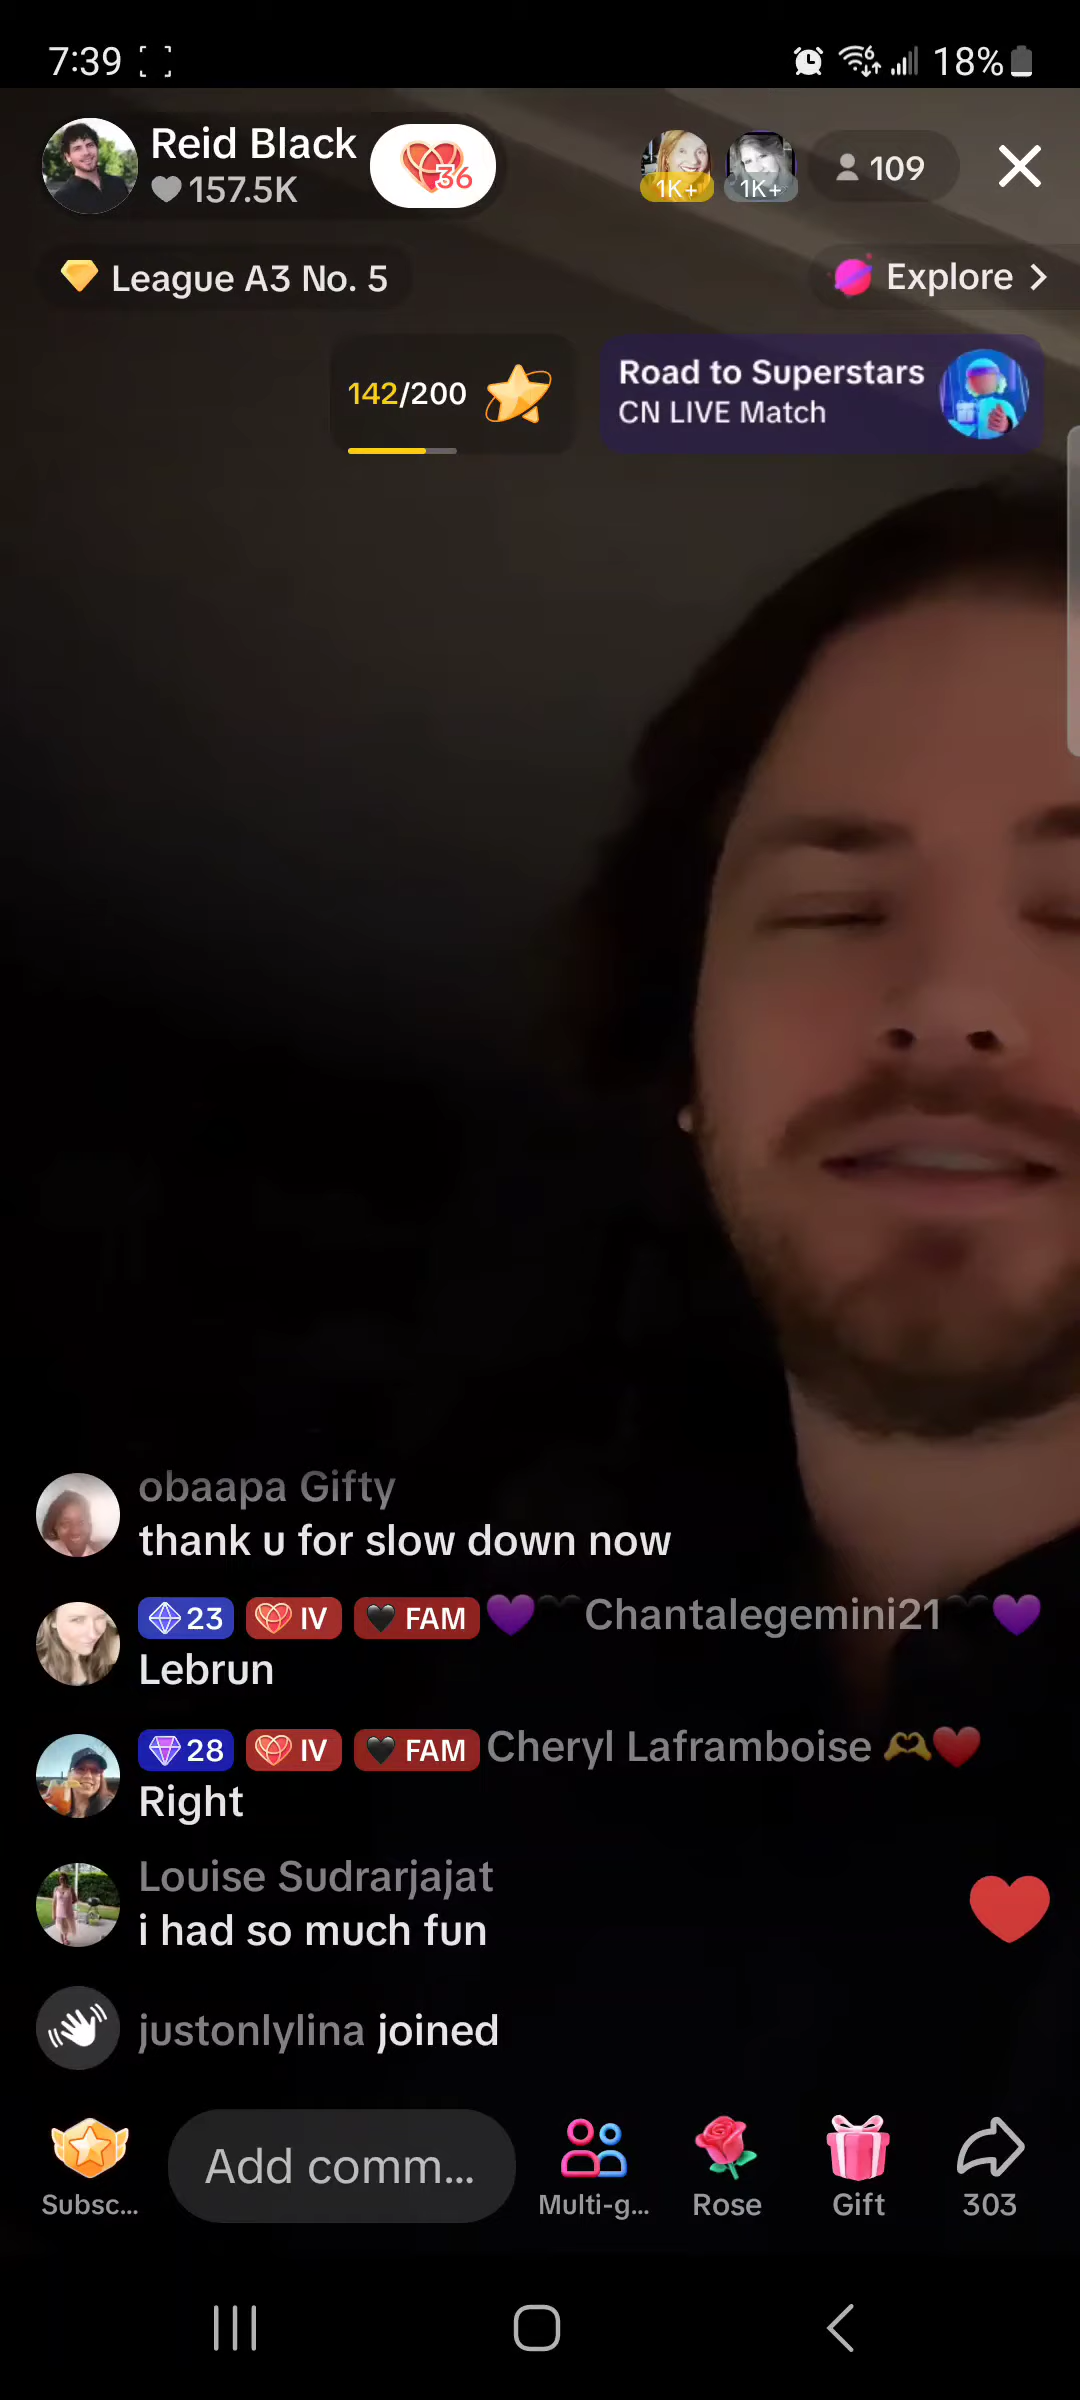 7:39 18%
Reid Black
157.5K
36
1K+ 1K+ 109
League A3 No. 5
Explore >
142/200
Road to Superstars
CN LIVE Match
obaapa Gifty
thank u for slow down now
23 IV 🖤 FAM 💜🖤Chantalegemini21🖤💜
Lebrun
28 IV 🖤 FAM Cheryl Laframboise 🫶❤️
Right
Louise Sudrarjajat
i had so much fun
justonlylina joined
Add comm...
Subsc... Multi-g... Rose Gift 303